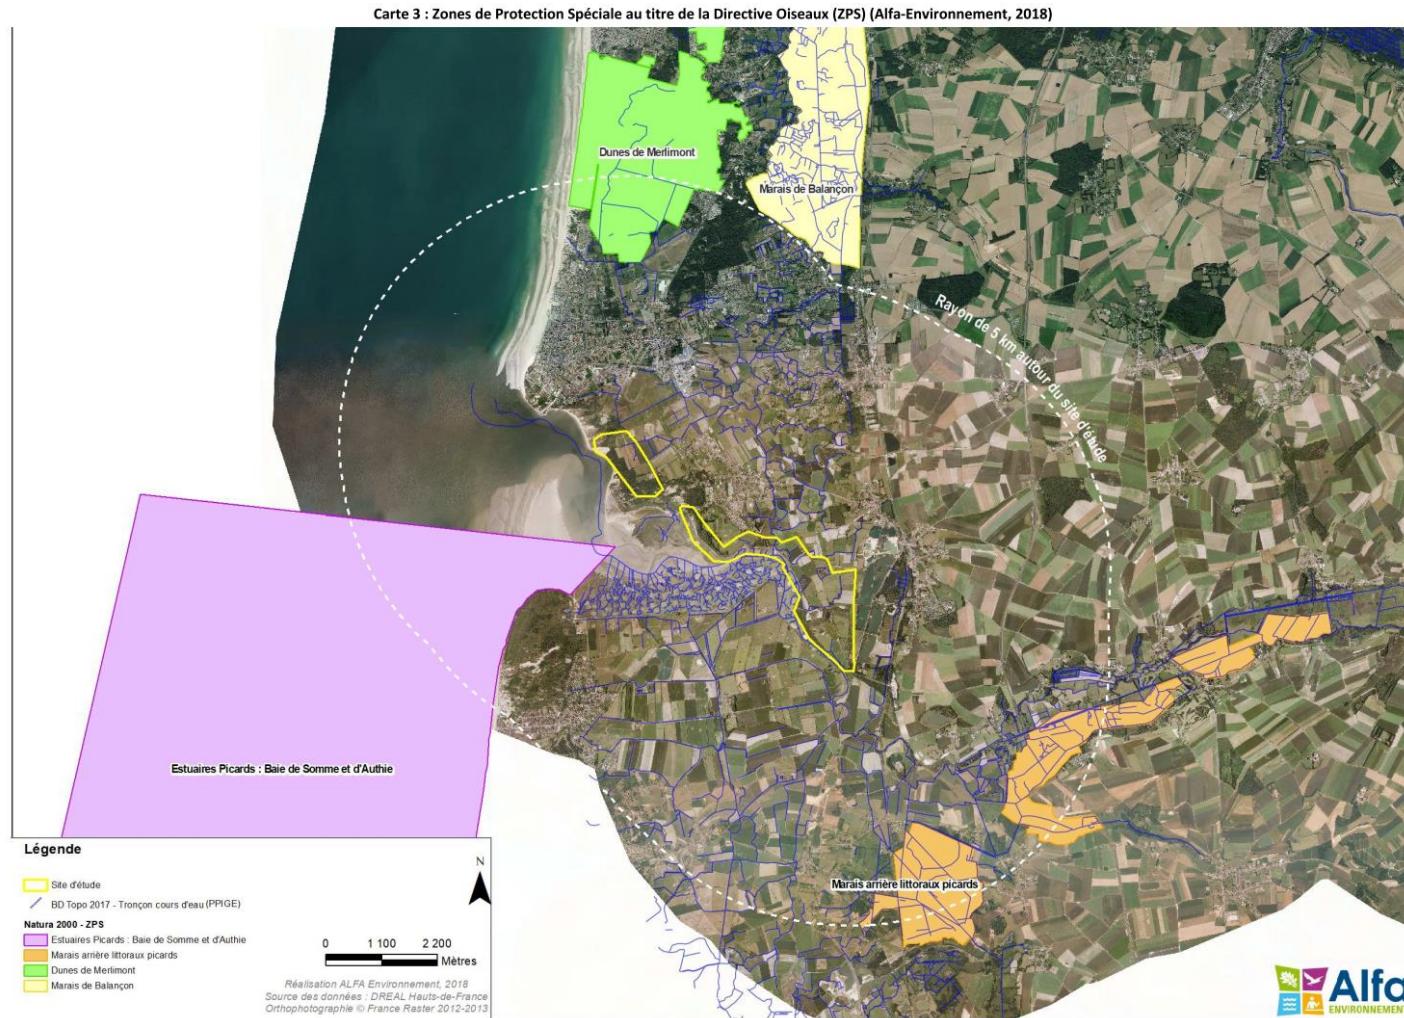 Carte 3 : Zones de Protection Spéciale au titre de la Directive Oiseaux (ZPS) (Alfa-Environnement, 2018)
Dunes de Merlimont
Marais de Balançon
Rayon de 5 km autour du site d'étude
Estuaires Picards : Baie de Somme et d'Authie
Marais arrière littoraux picards
Légende
Site d'étude
BD Topo 2017 - Tronçon cours d'eau (PPIGE)
Natura 2000 - ZPS
Estuaires Picards : Baie de Somme et d'Authie
Marais arrière littoraux picards
Dunes de Merlimont
Marais de Balançon
N
0 1 100 2 200
Mètres
Réalisation ALFA Environnement, 2018
Source des données : DREAL Hauts-de-France
Orthophotographie © France Raster 2012-2013
Alfa
ENVIRONNEMENT